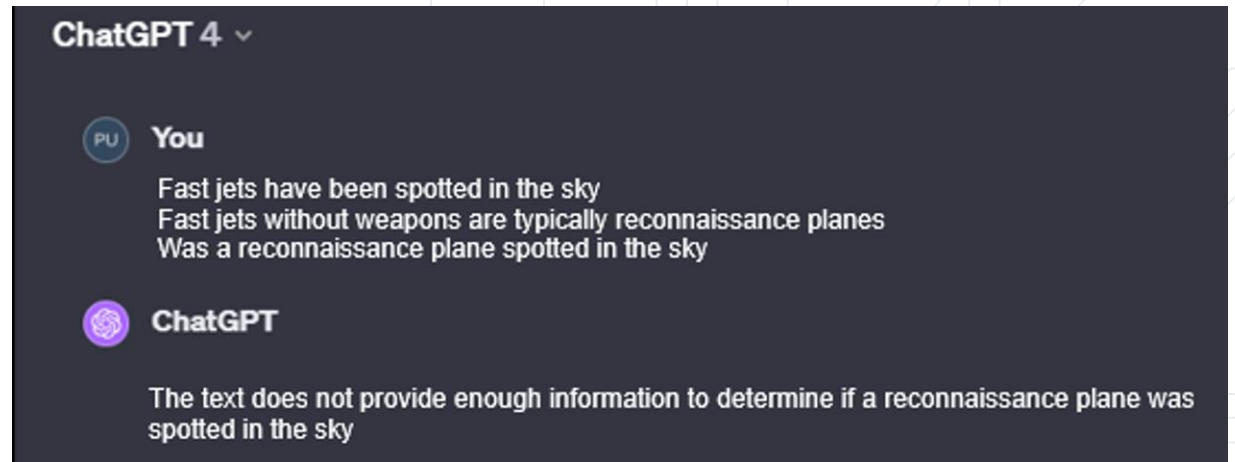 ChatGPT 4
PU You
Fast jets have been spotted in the sky
Fast jets without weapons are typically reconnaissance planes
Was a reconnaissance plane spotted in the sky
ChatGPT
The text does not provide enough information to determine if a reconnaissance plane was
spotted in the sky